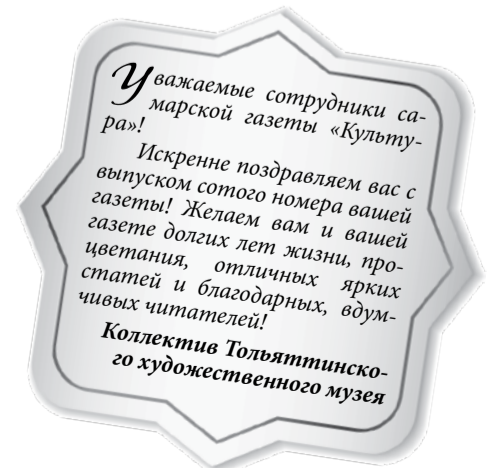 Уважаемые сотрудники са-
марской газеты «Культу-
ра»!
Искренне поздравляем вас с
выпуском сотого номера вашей
газеты! Желаем вам и вашей
газете долгих лет жизни, про-
цветания, отличных ярких
статей и благодарных, вдум-
чивых читателей!
Коллектив Тольяттинско-
го художественного музея